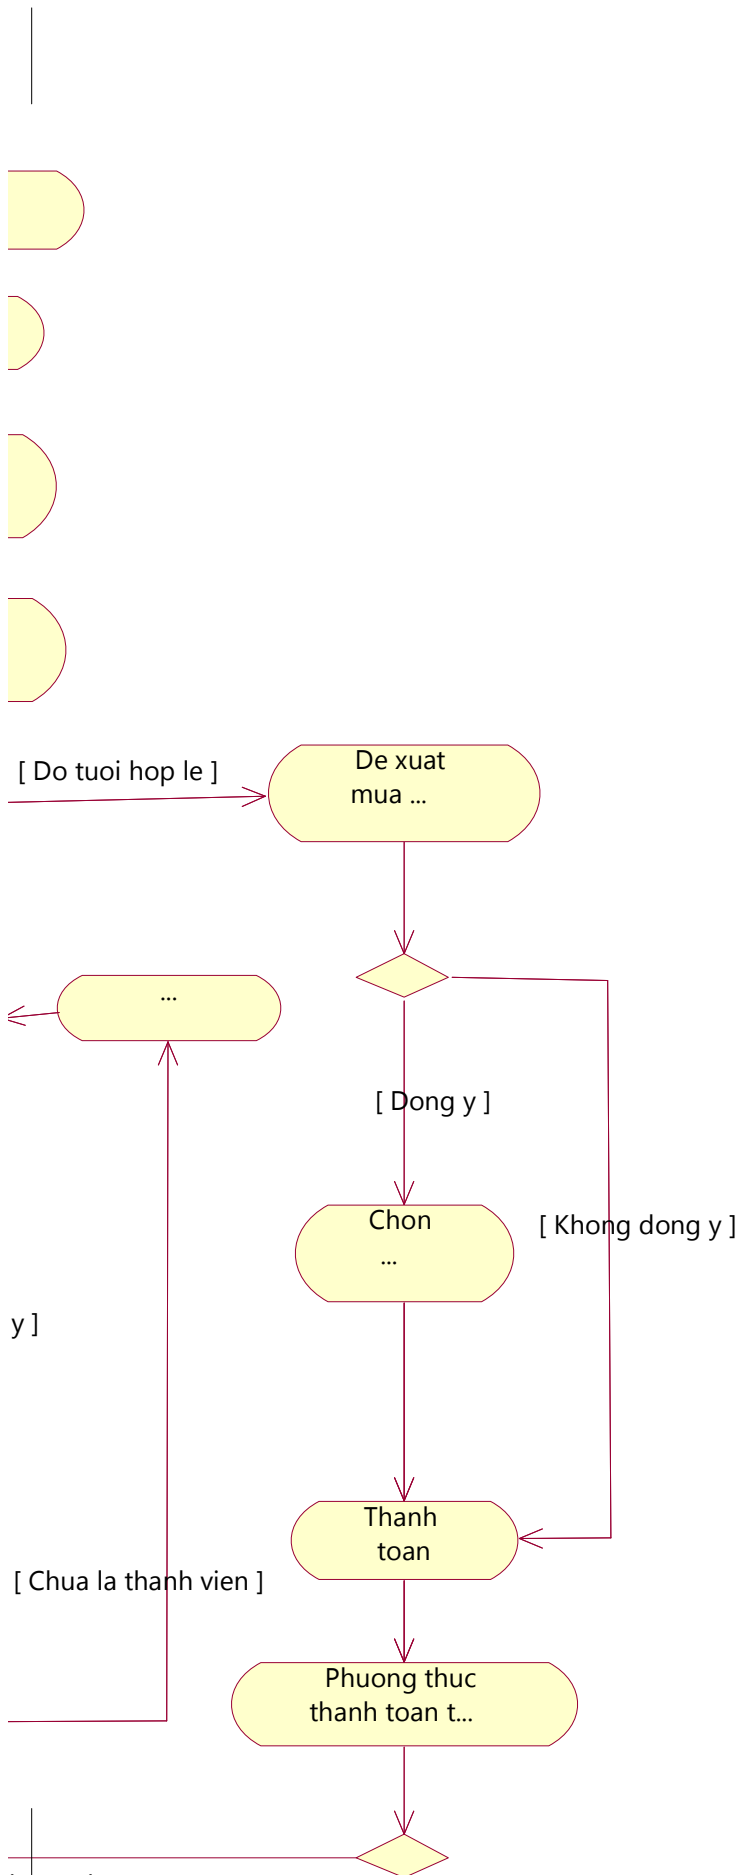 [ Do tuoi hop le ]
De xuat
mua ...
...
[ Dong y ]
Chon
...
[ Khong dong y ]
y ]
Thanh
toan
[ Chua la thanh vien ]
Phuong thuc
thanh toan t...